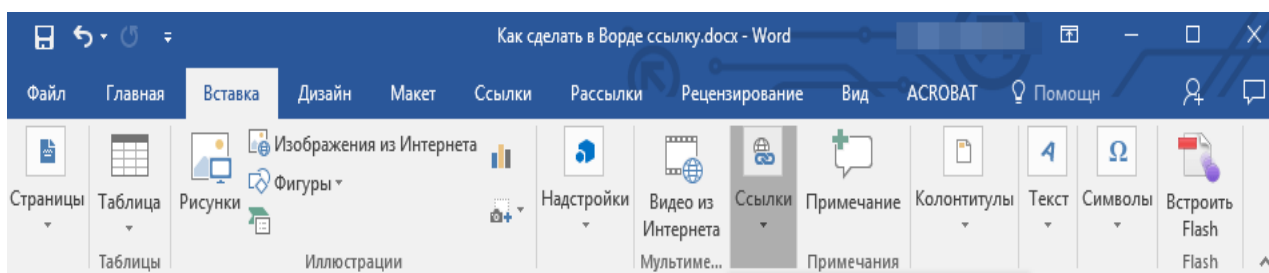 Как сделать в Ворде ссылку.docx - Word
Файл Главная Вставка Дизайн Макет Ссылки Рассылки Рецензирование Вид ACROBAT Помощн
Страницы
Таблица
Таблицы
Рисунки
Изображения из Интернета
Фигуры
Иллюстрации
Надстройки
Видео из
Интернета
Мультиме...
Ссылки
Примечание
Примечания
Колонтитулы
Текст
Символы
Встроить
Flash
Flash